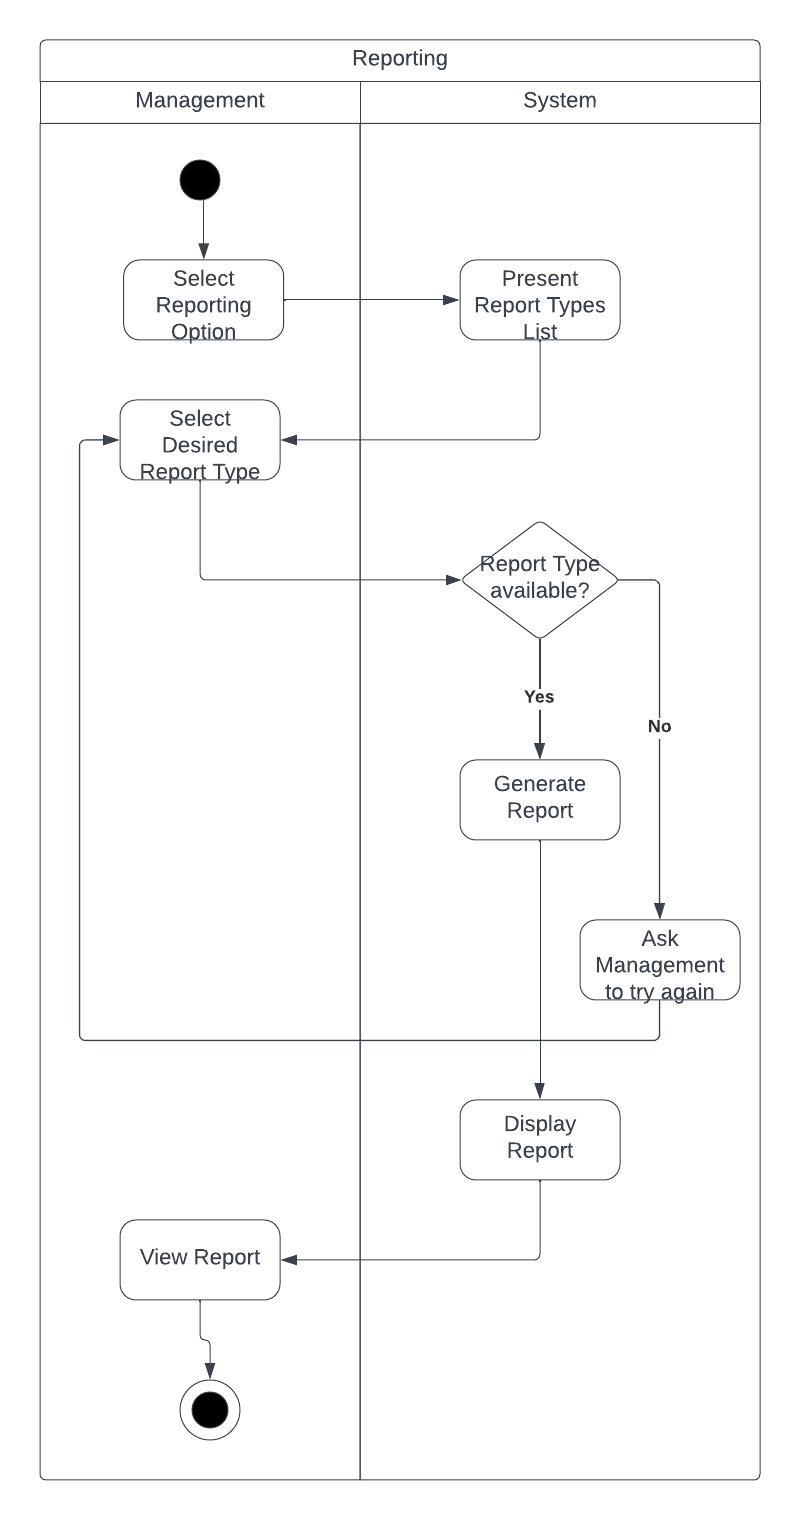 Reporting
Management
System
Select
Reporting
Option
Present
Report Types
List
Select
Desired
Report Type
Report Type
available?
Yes
No
Generate
Report
Ask
Management
to try again
Display
Report
View Report